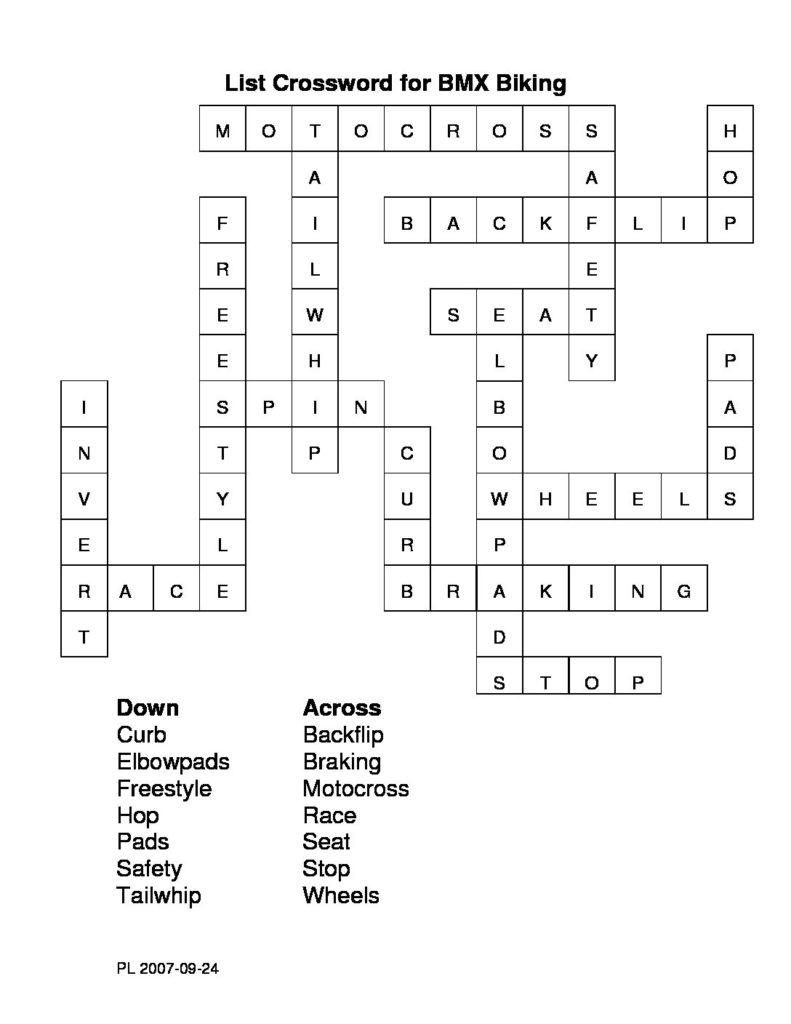 List Crossword for BMX Biking
M O T O C R O S S H
A A O
F I B A C K F L I P
R L E
E W S E A T
E H L Y P
I S P I N B A
N T P C O D
V Y U W H E E L S
E L R P
R A C E B R A K I N G
T D
S T O P
Down Across
Curb Backflip
Elbowpads Braking
Freestyle Motocross
Hop Race
Pads Seat
Safety Stop
Tailwhip Wheels
PL 2007-09-24